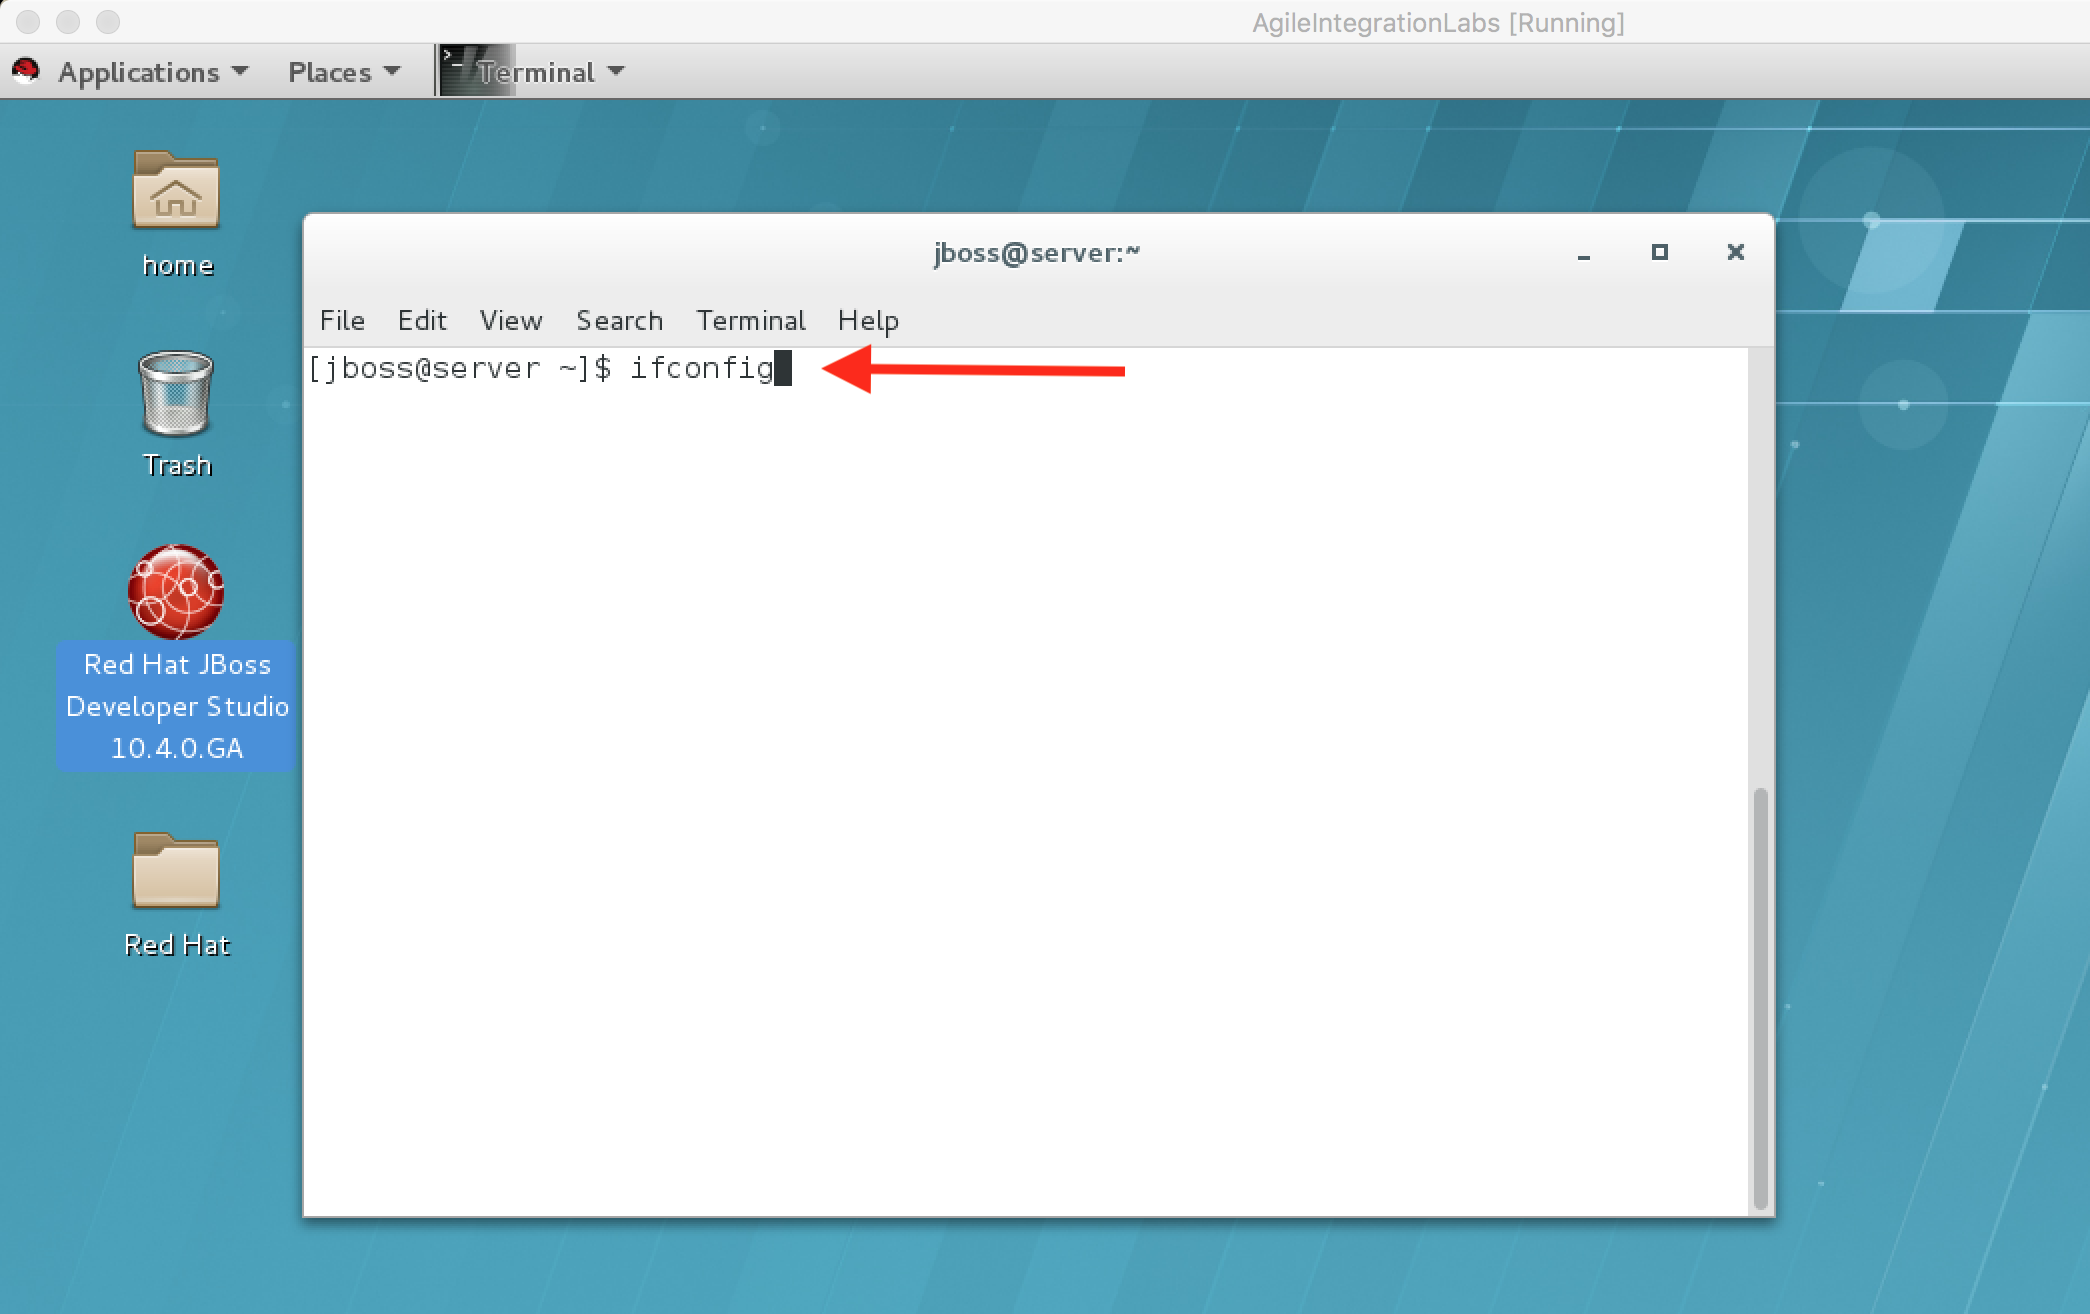 AgileIntegrationLabs [Running]
Applications Places Terminal
home
Trash
Red Hat JBoss
Developer Studio
10.4.0.GA
Red Hat
jboss@server:~
File Edit View Search Terminal Help
[jboss@server ~]$ ifconfig